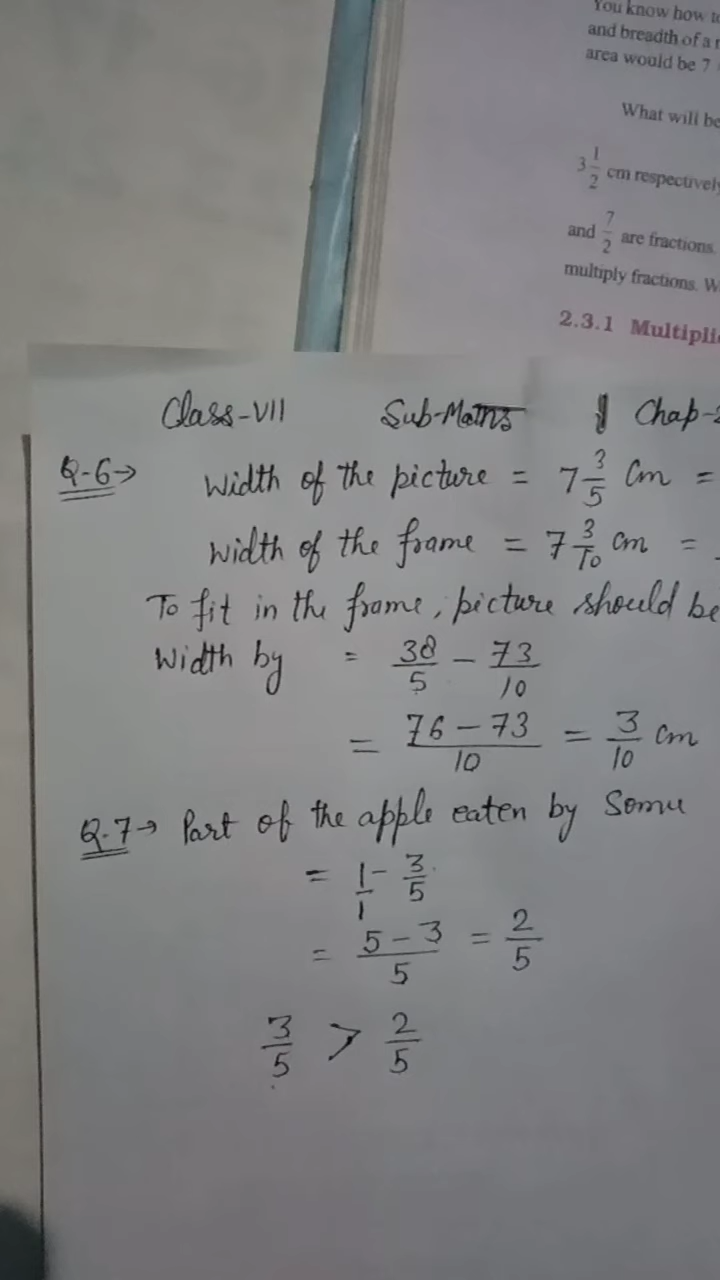 You know how to
and breadth of a r
area would be 7
What will be
3 1/2 cm respectively
and 7/2 are fractions.
multiply fractions. W
2.3.1 Multiplic
Class-VII Sub-Maths Chap-2
Q-6→ Width of the picture = 7 3/5 Cm =
Width of the frame = 7 3/10 cm =
To fit in the frame, picture should be
Width by = 38/5 - 73/10
= 76-73/10 = 3/10 cm
Q.7→ Part of the apple eaten by Somu
= 1/1 - 3/5
= 5-3/5 = 2/5
3/5 > 2/5